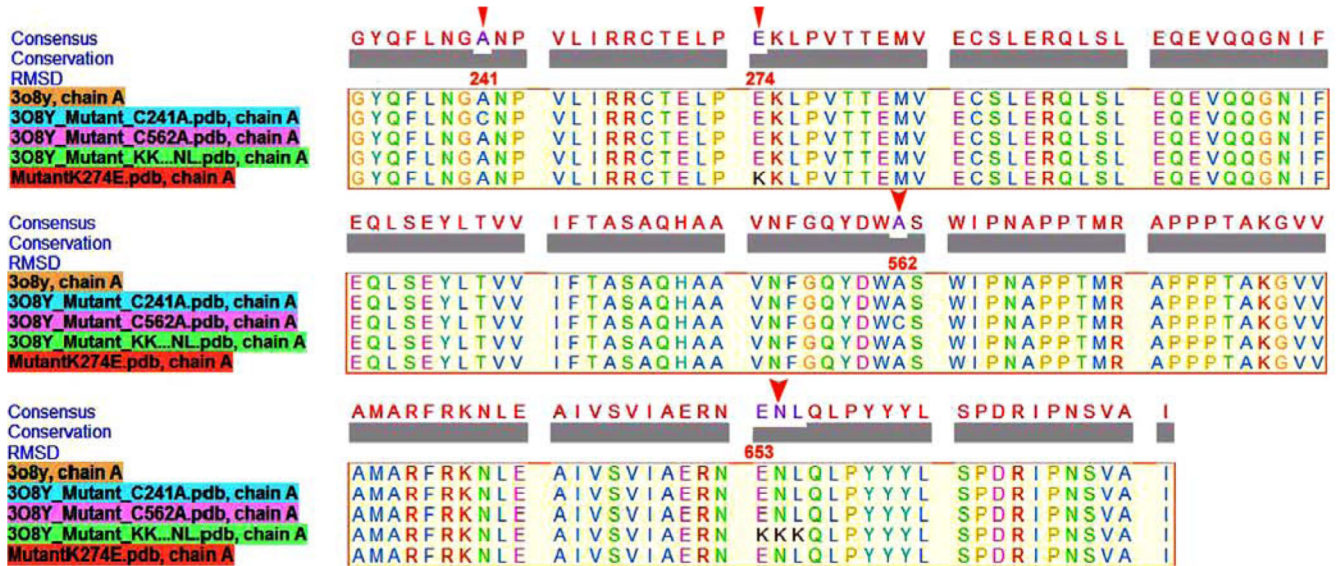 Consensus GYQFLNGANP VLIRRCTELP EKLPVTTEMV ECSLERQLSL EQEVQQGNIF
Conservation
RMSD 241 274
3o8y, chain A GYQFLNGANP VLIRRCTELP EKLPVTTEMV ECSLERQLSL EQEVQQGNIF
3O8Y_Mutant_C241A.pdb, chain A GYQFLNGCNP VLIRRCTELP EKLPVTTEMV ECSLERQLSL EQEVQQGNIF
3O8Y_Mutant_C562A.pdb, chain A GYQFLNGANP VLIRRCTELP EKLPVTTEMV ECSLERQLSL EQEVQQGNIF
3O8Y_Mutant_KK...NL.pdb, chain A GYQFLNGANP VLIRRCTELP EKLPVTTEMV ECSLERQLSL EQEVQQGNIF
MutantK274E.pdb, chain A GYQFLNGANP VLIRRCTELP KKLPVTTEMV ECSLERQLSL EQEVQQGNIF
Consensus EQLSEYLTVV IFTASAQHAA VNFGQYDWAS WIPNAPPTMR APPPTAKGVV
Conservation
RMSD 562
3o8y, chain A EQLSEYLTVV IFTASAQHAA VNFGQYDWAS WIPNAPPTMR APPPTAKGVV
3O8Y_Mutant_C241A.pdb, chain A EQLSEYLTVV IFTASAQHAA VNFGQYDWAS WIPNAPPTMR APPPTAKGVV
3O8Y_Mutant_C562A.pdb, chain A EQLSEYLTVV IFTASAQHAA VNFGQYDWCS WIPNAPPTMR APPPTAKGVV
3O8Y_Mutant_KK...NL.pdb, chain A EQLSEYLTVV IFTASAQHAA VNFGQYDWAS WIPNAPPTMR APPPTAKGVV
MutantK274E.pdb, chain A EQLSEYLTVV IFTASAQHAA VNFGQYDWAS WIPNAPPTMR APPPTAKGVV
Consensus AMARFRKNLE AIVSVIAERN ENLQLPYYYL SPDRIPNSVA I
Conservation
RMSD 653
3o8y, chain A AMARFRKNLE AIVSVIAERN ENLQLPYYYL SPDRIPNSVA I
3O8Y_Mutant_C241A.pdb, chain A AMARFRKNLE AIVSVIAERN ENLQLPYYYL SPDRIPNSVA I
3O8Y_Mutant_C562A.pdb, chain A AMARFRKNLE AIVSVIAERN ENLQLPYYYL SPDRIPNSVA I
3O8Y_Mutant_KK...NL.pdb, chain A AMARFRKNLE AIVSVIAERN KKKQLPYYYL SPDRIPNSVA I
MutantK274E.pdb, chain A AMARFRKNLE AIVSVIAERN ENLQLPYYYL SPDRIPNSVA I